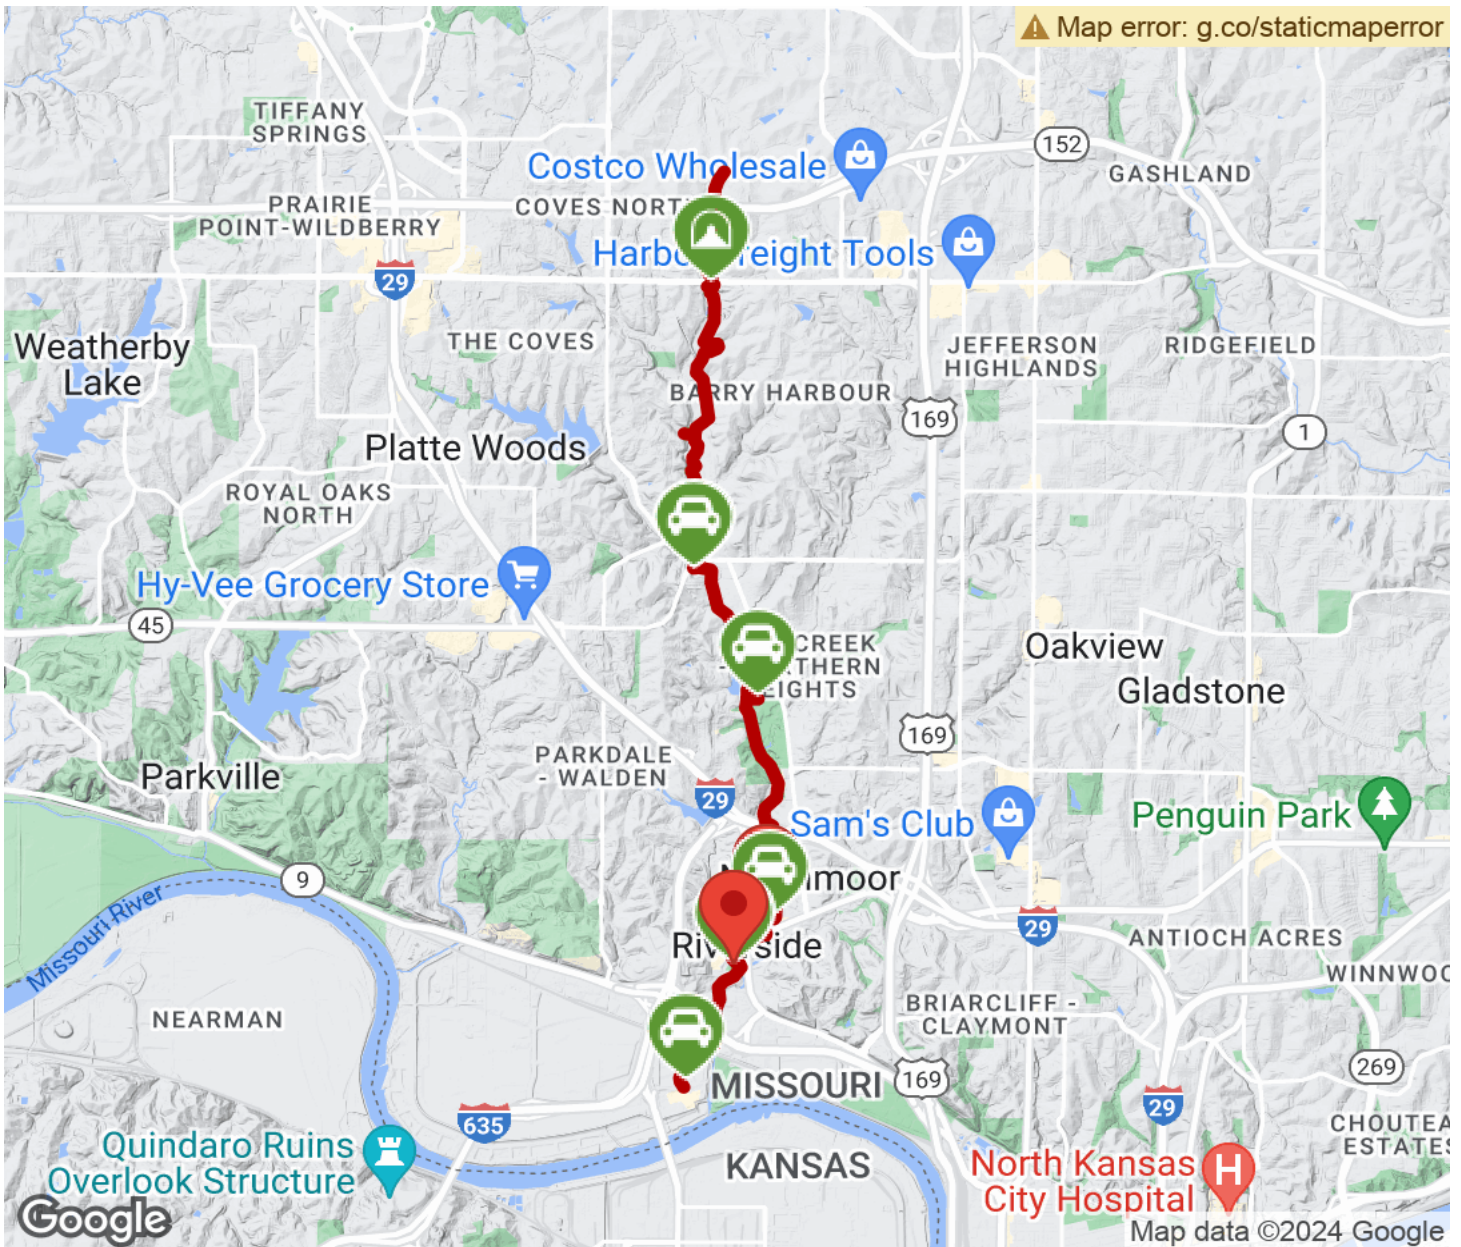 Map error: g.co/staticmaperror
TIFFANY
SPRINGS
152
Costco Wholesale
GASHLAND
PRAIRIE
POINT-WILDBERRY
COVES NORT
Harbo reight Tools
29
THE COVES
Weatherby
Lake
JEFFERSON
HIGHLANDS
RIDGEFIELD
BARRY HARBOUR
169
1
Platte Woods
ROYAL OAKS
NORTH
Hy-Vee Grocery Store
45
CREEK
THERN
EIGHTS
Oakview
Gladstone
169
PARKDALE
- WALDEN
Parkville
29
Sam's Club
Penguin Park
9
nmoor
Missouri River
Riverside
29
ANTIOCH ACRES
WINNWOO
NEARMAN
BRIARCLIFF -
CLAYMONT
269
MISSOURI
169
29
635
CHOUTEA
ESTATES
Quindaro Ruins
Overlook Structure
KANSAS
North Kansas
City Hospital
H
Google
Map data ©2024 Google